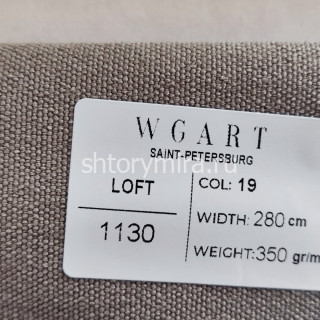 WGART
SAINT-PETERSBURG
LOFT
COL: 19
shtorymira.ru
1130
WIDTH: 280 cm
WEIGHT: 350 gr/m